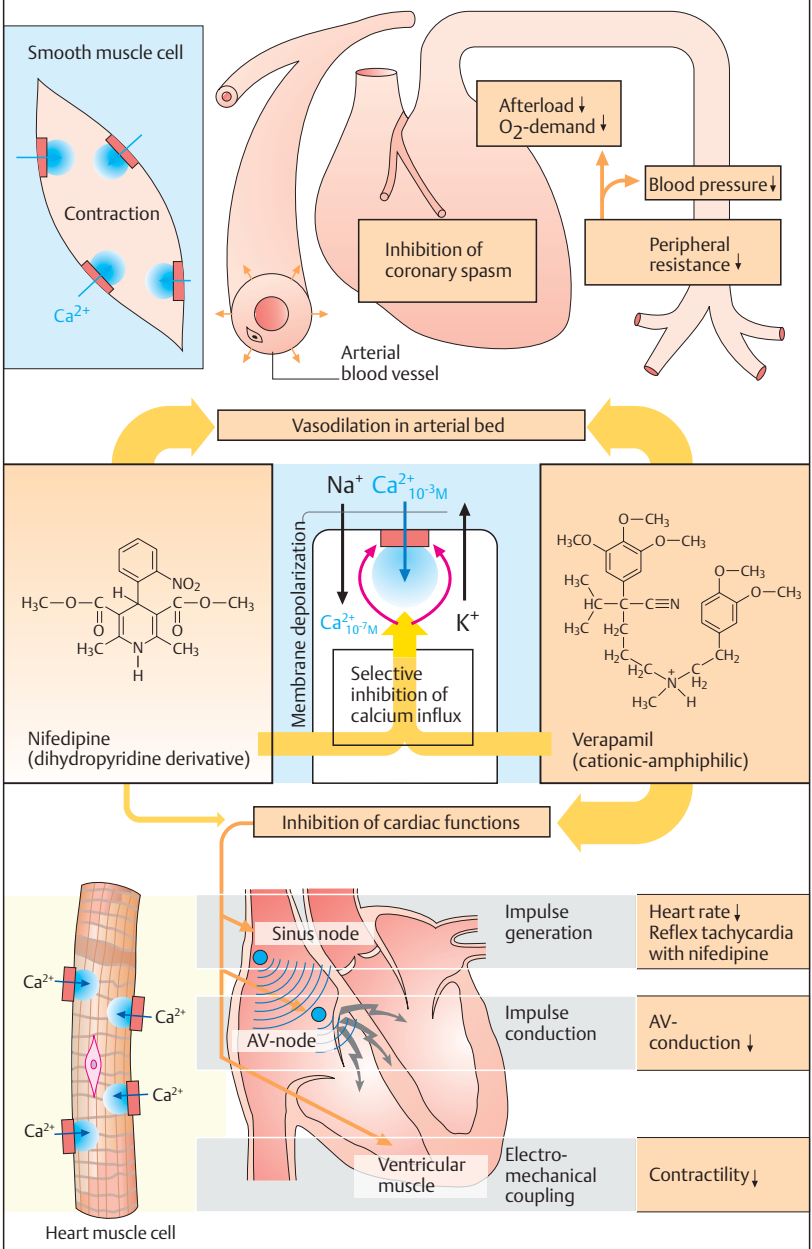 Smooth muscle cell
Contraction
Ca2+
Afterload ↓
O2-demand ↓
Blood pressure ↓
Peripheral
resistance ↓
Inhibition of
coronary spasm
Arterial
blood vessel
Vasodilation in arterial bed
Na+ Ca2+ 10-3M
Membrane depolarization
Ca2+ 10-7M
K+
Selective
inhibition of
calcium influx
NO2
H3C—O
C
O
H
C
O
O—CH3
H3C
N
H
CH3
Nifedipine
(dihydropyridine derivative)
O—CH3
H3CO
O—CH3
H3C
HC
H3C
C
C≡N
O—CH3
O—CH3
H2C
C
H2
H2C
N+
H3C
H
C
H2
CH2
Verapamil
(cationic-amphiphilic)
Inhibition of cardiac functions
Sinus node
Impulse
generation
Heart rate ↓
Reflex tachycardia
with nifedipine
Ca2+
Ca2+
AV-node
Impulse
conduction
AV-
conduction ↓
Ca2+
Ca2+
Ventricular
muscle
Electro-
mechanical
coupling
Contractility ↓
Heart muscle cell